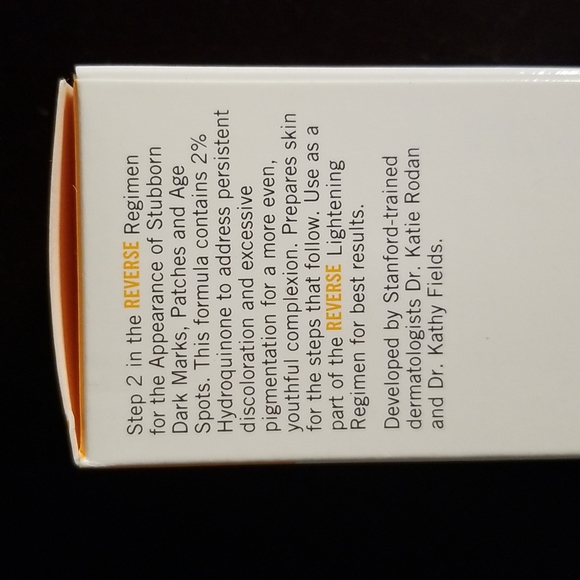 Step 2 in the REVERSE Regimen
for the Appearance of Stubborn
Dark Marks, Patches and Age
Spots. This formula contains 2%
Hydroquinone to address persistent
discoloration and excessive
pigmentation for a more even,
youthful complexion. Prepares skin
for the steps that follow. Use as a
part of the REVERSE Lightening
Regimen for best results.
Developed by Stanford-trained
dermatologists Dr. Katie Rodan
and Dr. Kathy Fields.